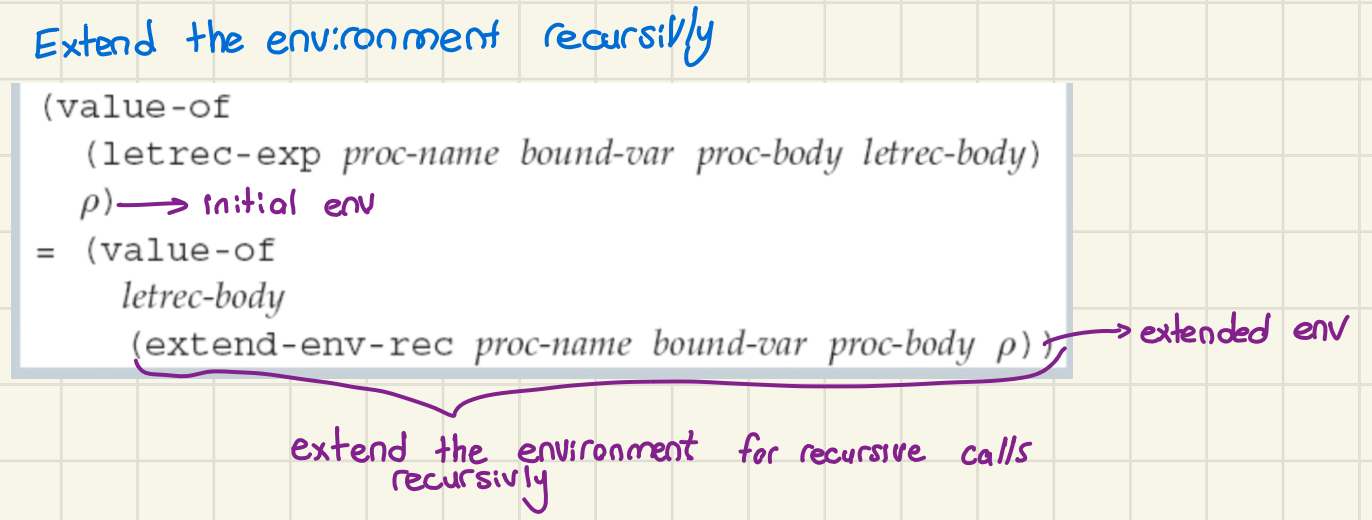 Extend the environment recursivly
(value-of
(letrec-exp proc-name bound-var proc-body letrec-body)
ρ) initial env
= (value-of
letrec-body
(extend-env-rec proc-name bound-var proc-body ρ)) extended env
extend the environment for recursive calls
recursivly